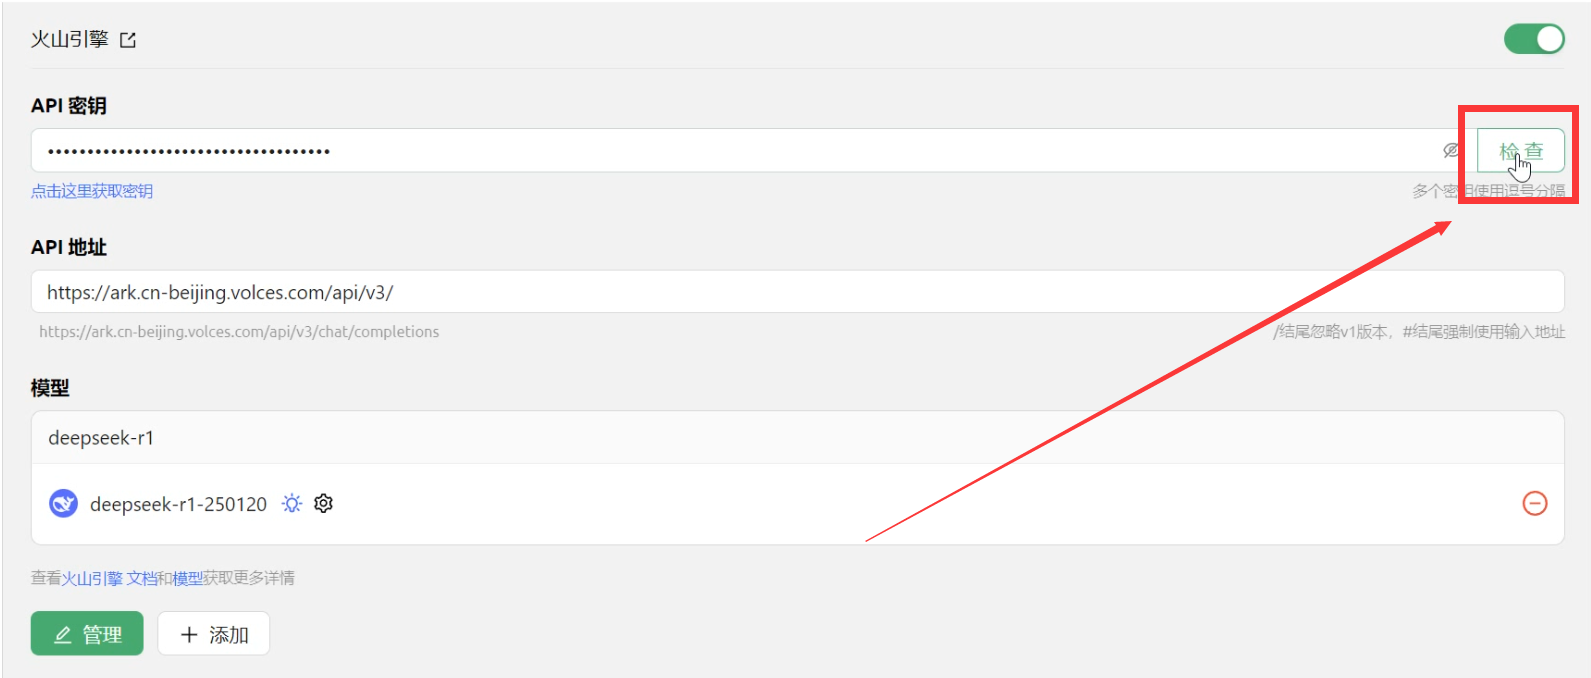 火山引擎
API 密钥
••••••••••••••••••••••••••••••••••••
检查
点击这里获取密钥
多个密钥使用逗号分隔
API 地址
https://ark.cn-beijing.volces.com/api/v3/
https://ark.cn-beijing.volces.com/api/v3/chat/completions
/结尾忽略v1版本，#结尾强制使用输入地址
模型
deepseek-r1
deepseek-r1-250120
查看火山引擎 文档和模型获取更多详情
管理
添加